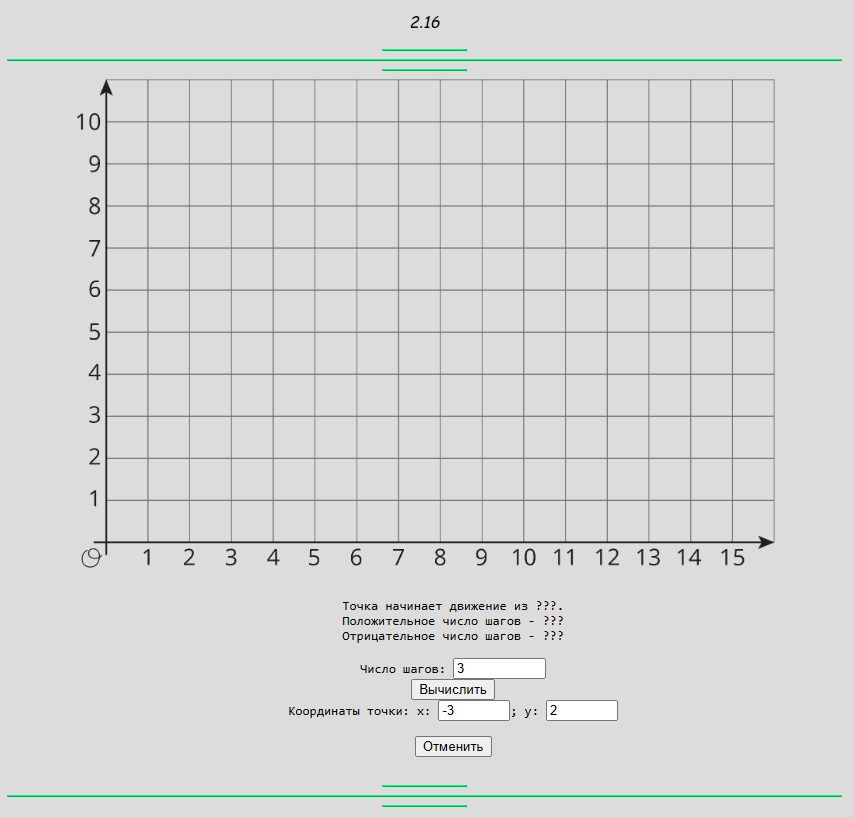 2.16
10
9
8
7
6
5
4
3
2
1
O 1 2 3 4 5 6 7 8 9 10 11 12 13 14 15
Точка начинает движение из ???.
Положительное число шагов - ???
Отрицательное число шагов - ???
Число шагов: 3
Вычислить
Координаты точки: x: -3 ; y: 2
Отменить